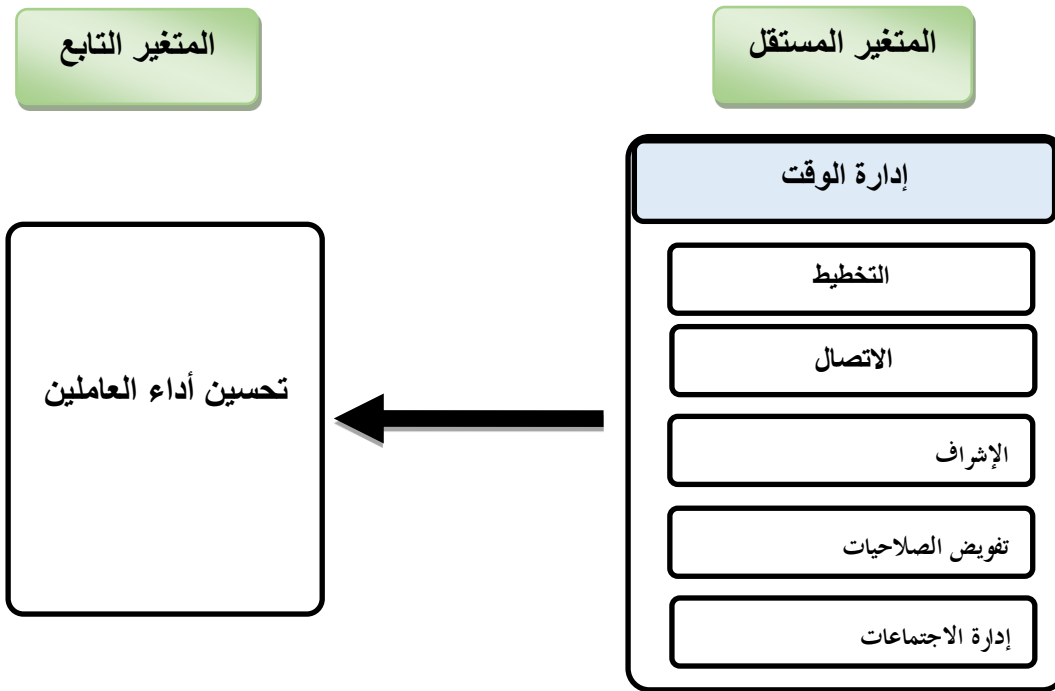 المتغير المستقل
المتغير التابع
إدارة الوقت
التخطيط
الاتصال
الإشراف
تفويض الصلاحيات
إدارة الاجتماعات
تحسين أداء العاملين